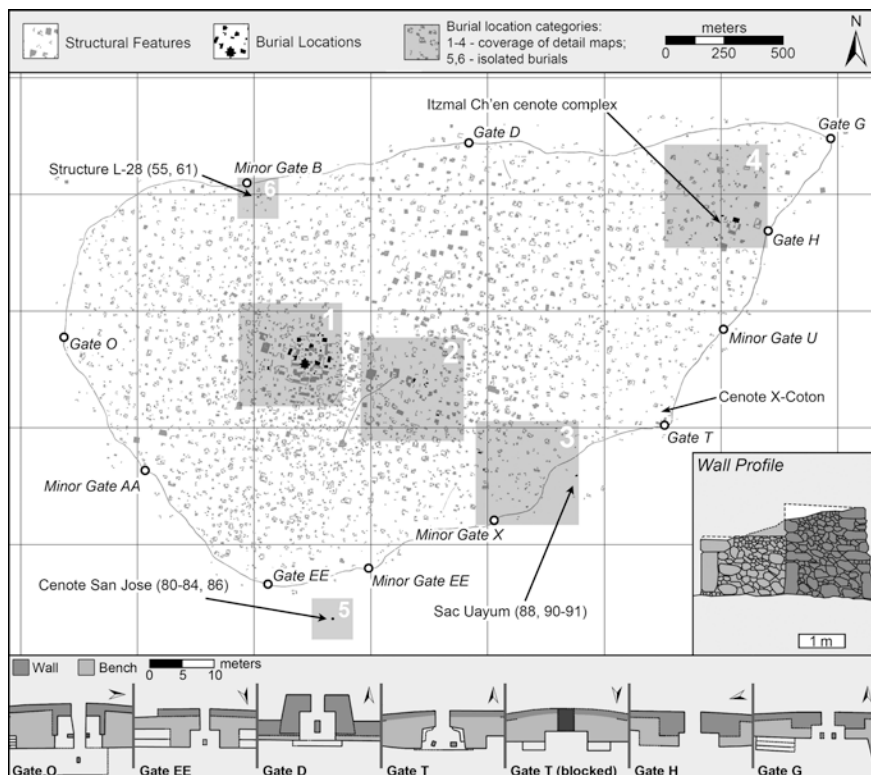 Structural Features
Burial Locations
Burial location categories:
1-4 - coverage of detail maps;
5,6 - isolated burials
meters
0 250 500
N
Itzmal Ch'en cenote complex
Gate G
Gate D
Structure L-28 (55, 61)
Minor Gate B
4
6
Gate H
1
Gate O
2
Minor Gate U
Cenote X-Coton
3
Gate T
Minor Gate AA
Wall Profile
Minor Gate X
Gate EE
Minor Gate EE
Cenote San Jose (80-84, 86)
5
Sac Uayum (88, 90-91)
1 m
Wall
Bench
meters
0 5 10
Gate O
Gate EE
Gate D
Gate T
Gate T (blocked)
Gate H
Gate G